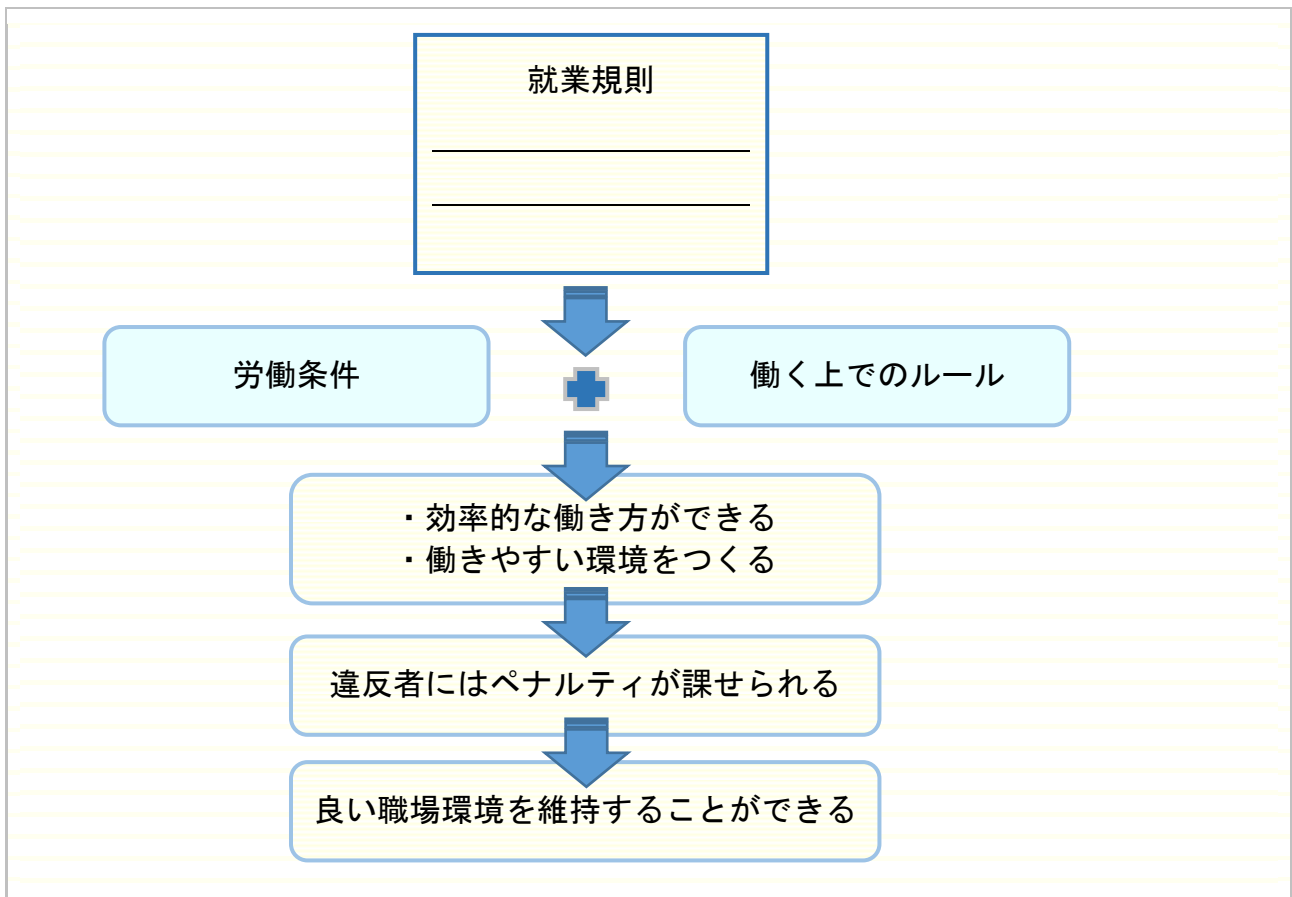 就業規則
労働条件
働く上でのルール
・効率的な働き方ができる
・働きやすい環境をつくる
違反者にはペナルティが課せられる
良い職場環境を維持することができる